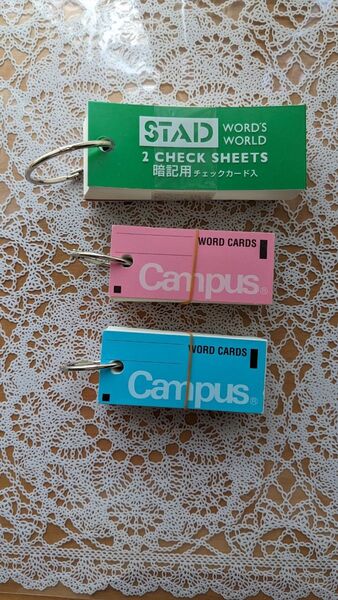 STAD WORD'S
WORLD
2 CHECK SHEETS
暗記用 チェックカード入
WORD CARDS
Campus®
WORD CARDS
Campus®